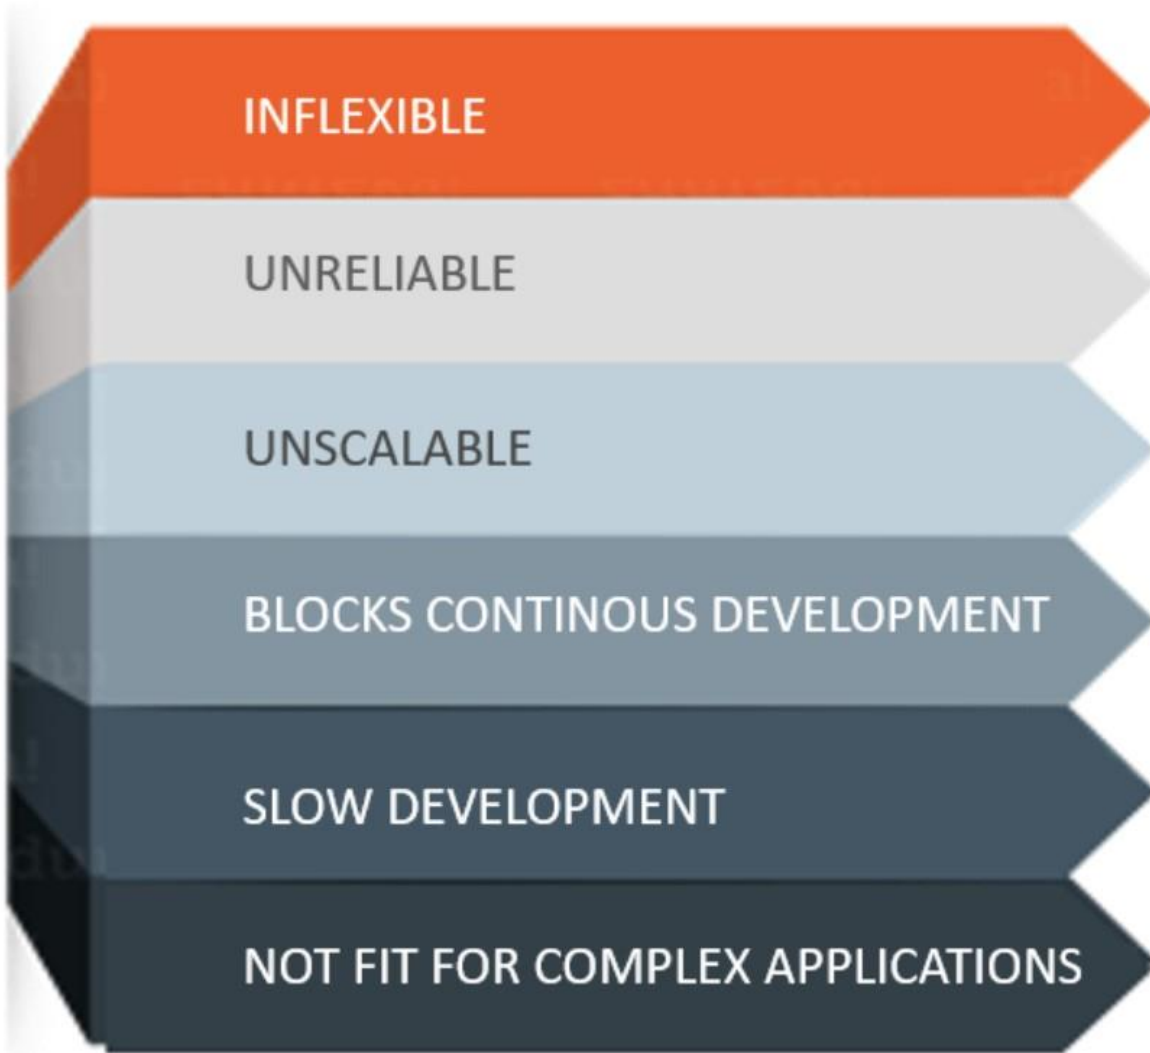 INFLEXIBLE
UNRELIABLE
UNSCALABLE
BLOCKS CONTINOUS DEVELOPMENT
SLOW DEVELOPMENT
NOT FIT FOR COMPLEX APPLICATIONS